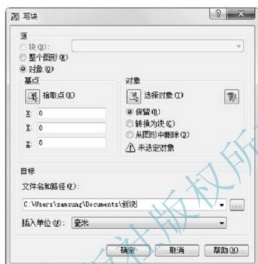 写块
源
块(B):
整个图形(E)
对象(O)
基点
拾取点(K)
X: 0
Y: 0
Z: 0
对象
选择对象(T)
保留(R)
转换为块(C)
从图形中删除(D)
未选定对象
目标
文件名和路径(F):
C:\Users\samsung\Documents\新块
插入单位(U): 毫米
确定
取消
帮助(H)
版权所